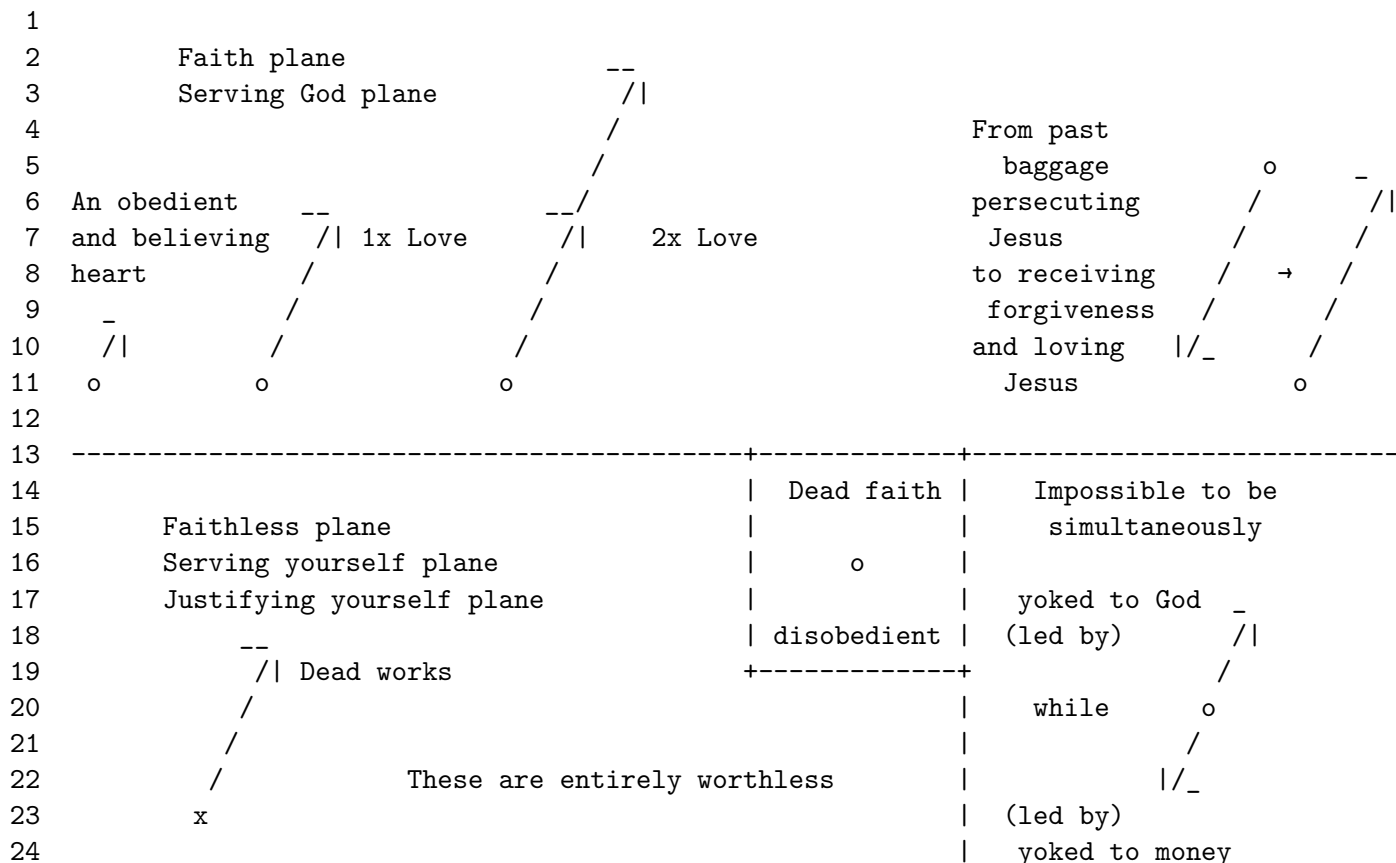 1
2 Faith plane __
3 Serving God plane /|
4 / From past
5 / baggage o _
6 An obedient __ __/ persecuting / /|
7 and believing /| 1x Love /| 2x Love Jesus / /
8 heart / / to receiving / → /
9 _ / / forgiveness / /
10 /| / / and loving |/_ /
11 o o o Jesus o
12
13 --------------------------------------------+-------------+----------------------------
14 | Dead faith | Impossible to be
15 Faithless plane | | simultaneously
16 Serving yourself plane | o |
17 Justifying yourself plane | | yoked to God _
18 __ | disobedient | (led by) /|
19 /| Dead works +-------------+ /
20 / | while o
21 / | /
22 / These are entirely worthless | |/_
23 x | (led by)
24 | yoked to money